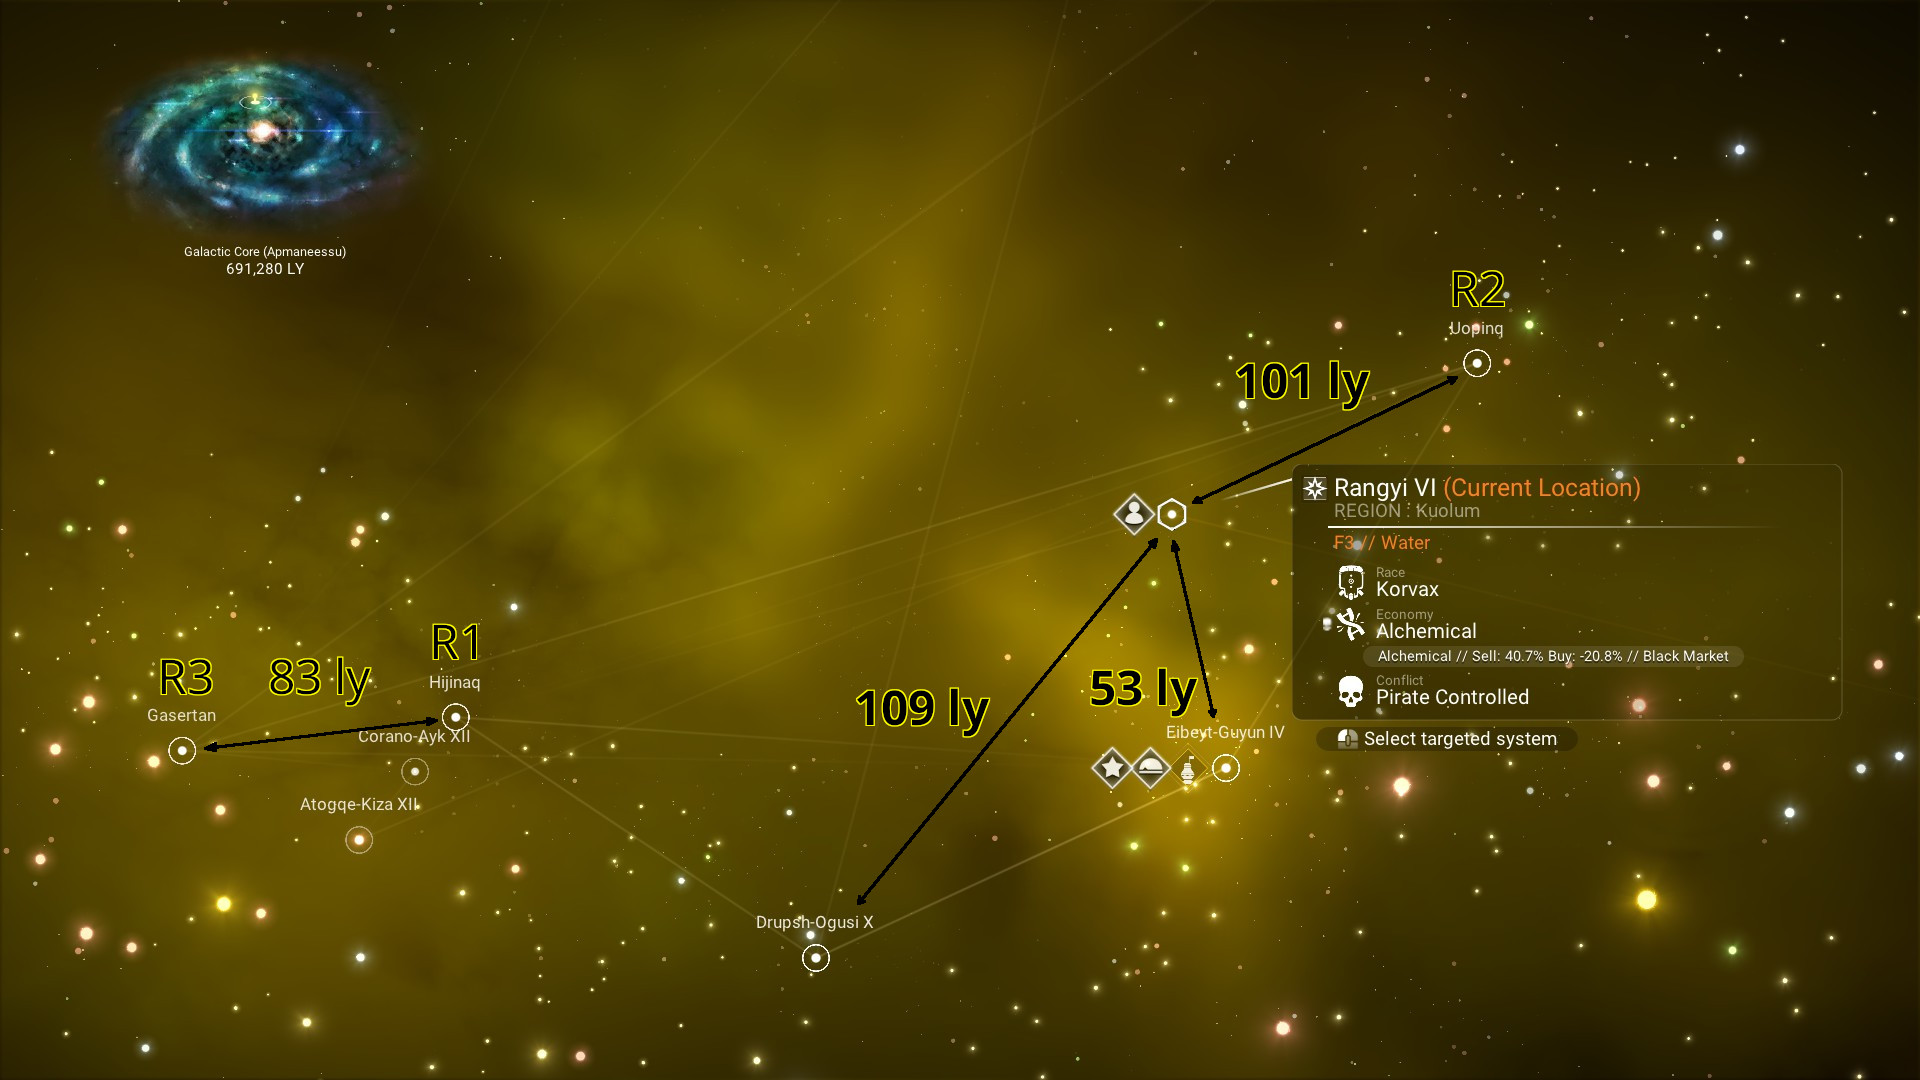 Galactic Core (Apmaneessu)
691,280 LY
R2
Uoping
101 ly
Rangyi VI (Current Location)
REGION : Kuolum
F3 // Water
Race
Korvax
Economy
Alchemical
Alchemical // Sell: 40.7% Buy: -20.8% // Black Market
Conflict
Pirate Controlled
Select targeted system
R1
Hijinaq
R3
83 ly
Gasertan
Corano-Ayk XII
Atogqe-Kiza XII
109 ly
53 ly
Eibeyt-Guyun IV
Drupsh-Ogusi X